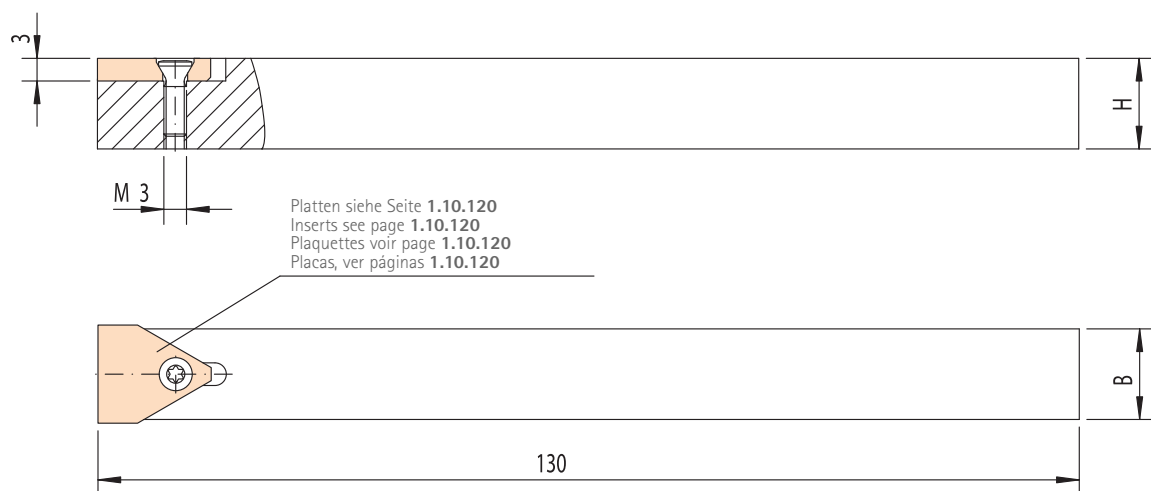 3
H
M 3
Platten siehe Seite 1.10.120
Inserts see page 1.10.120
Plaquettes voir page 1.10.120
Placas, ver páginas 1.10.120
B
130